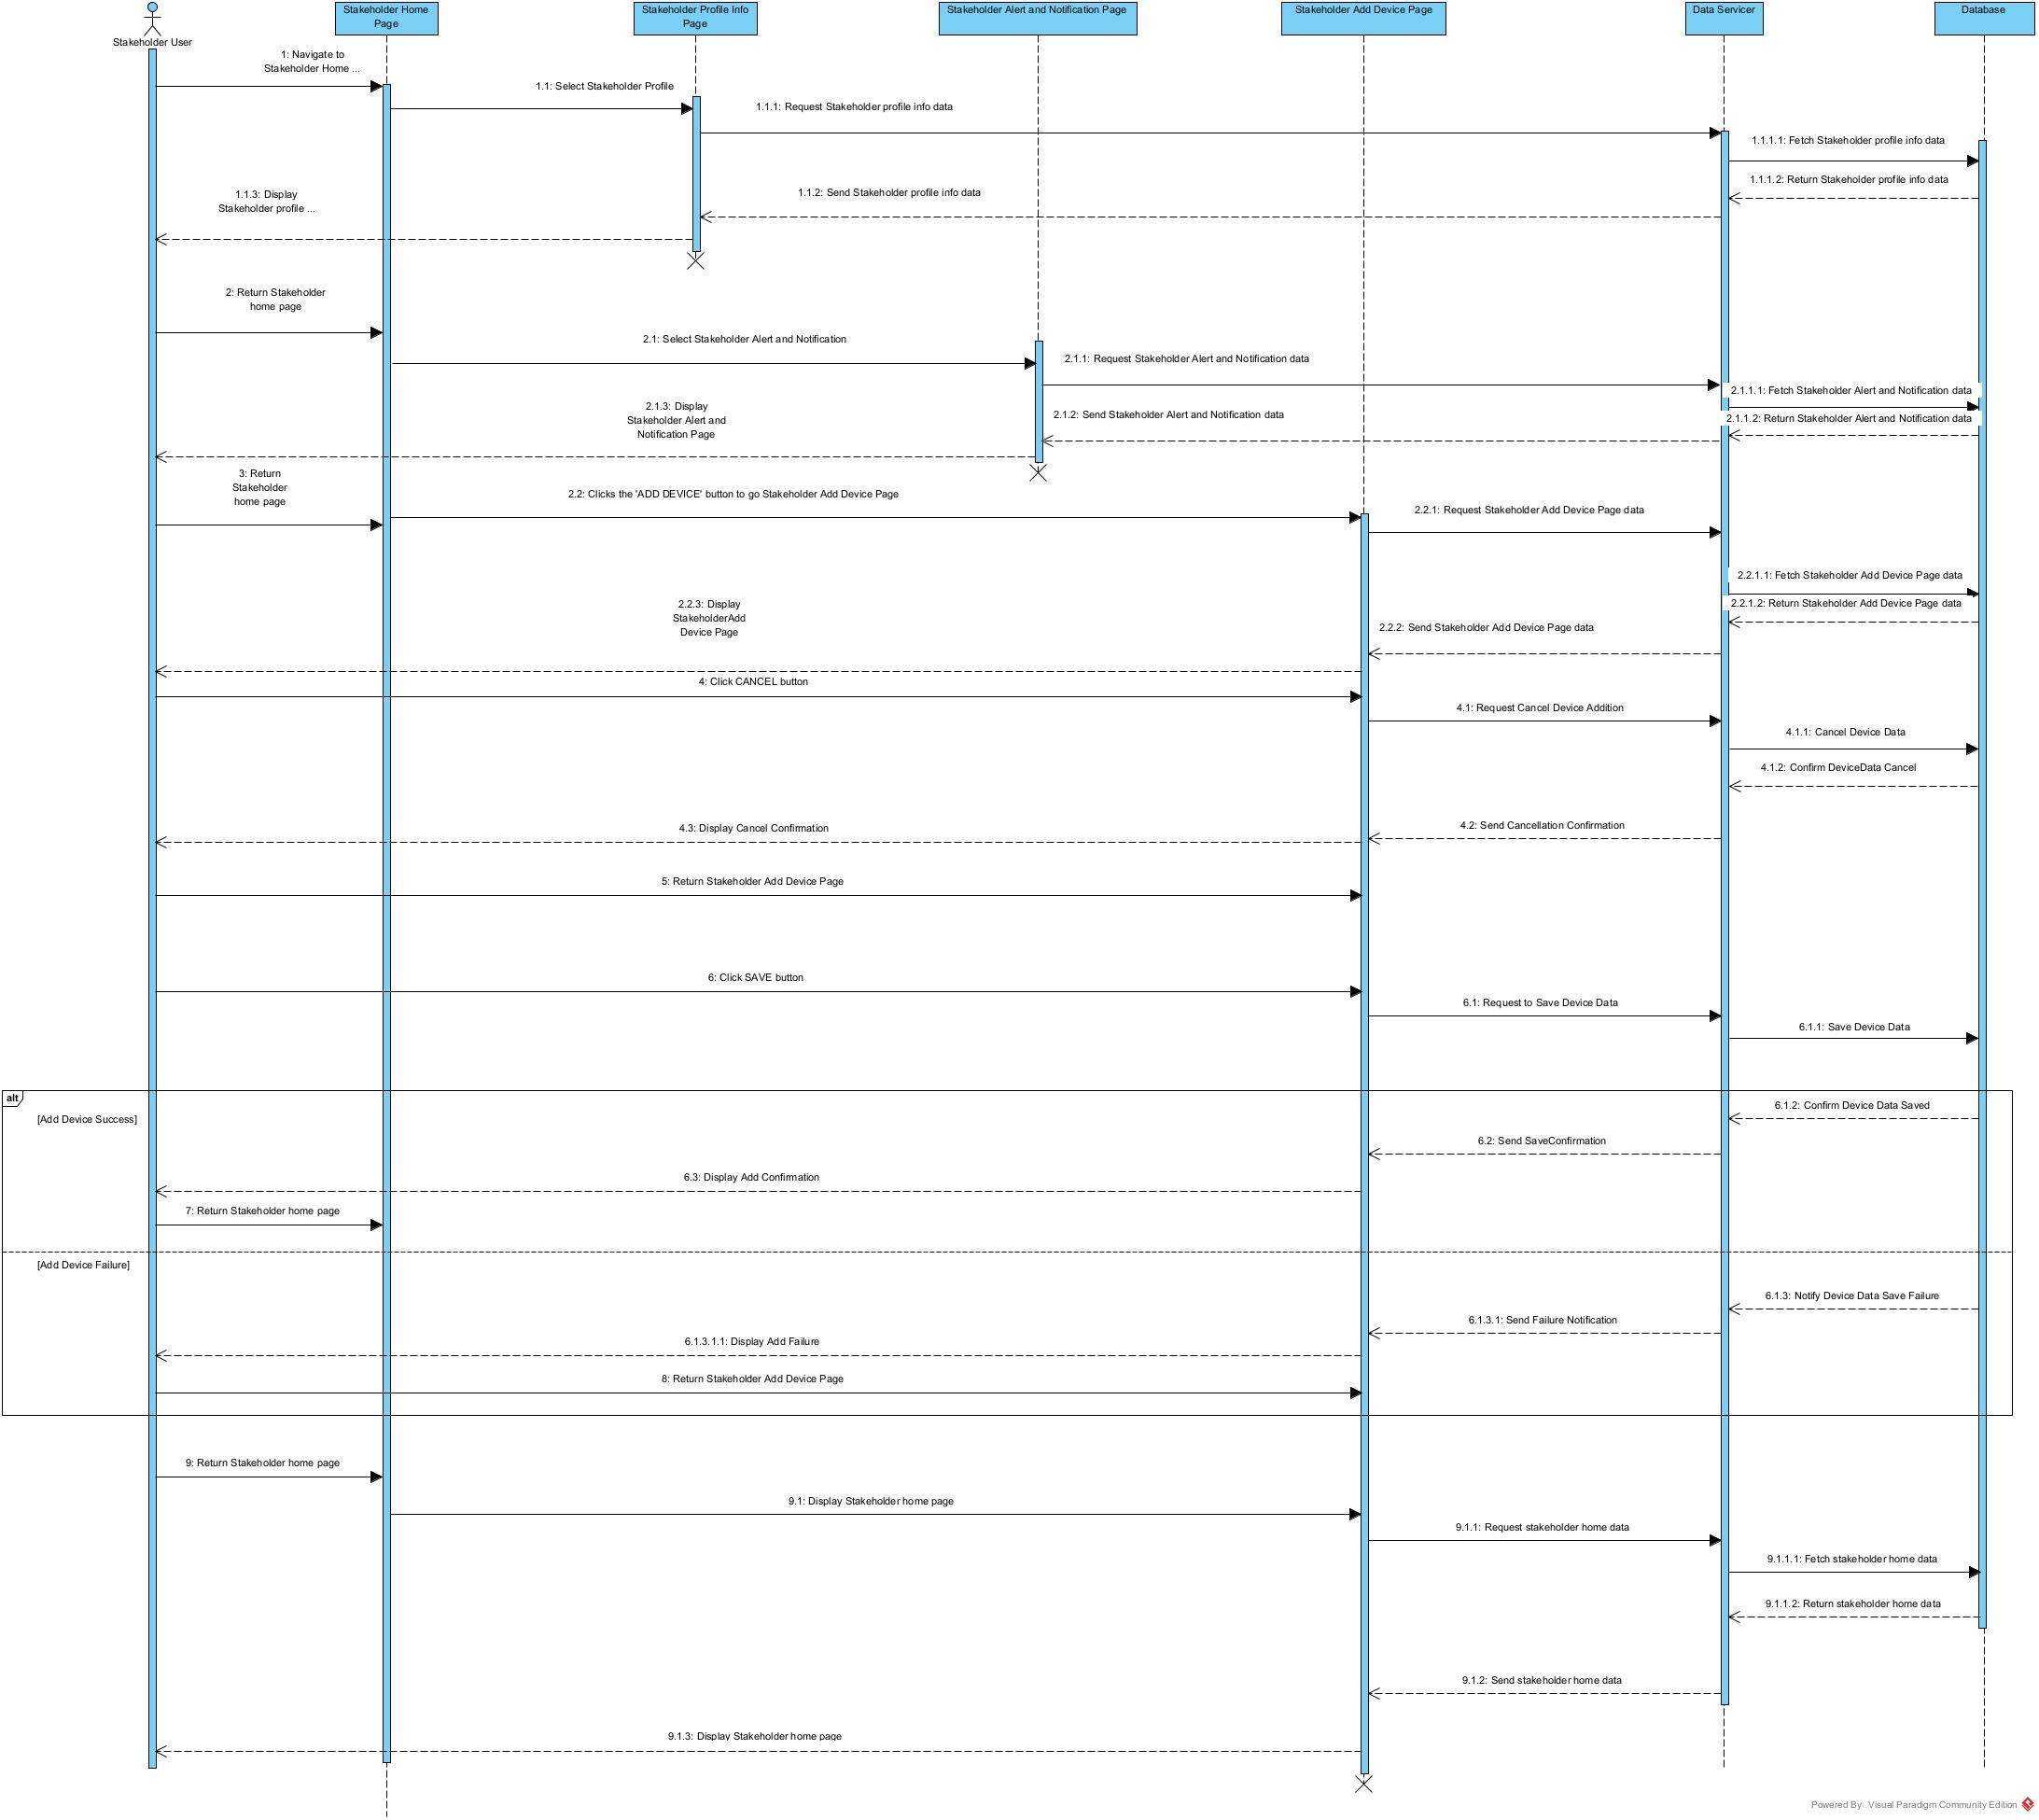 Stakeholder User
Stakeholder Home
Page
Stakeholder Profile Info
Page
Stakeholder Alert and Notification Page
Stakeholder Add Device Page
Data Servicer
Database
1: Navigate to
Stakeholder Home ...
1.1: Select Stakeholder Profile
1.1.1: Request Stakeholder profile info data
1.1.1.1: Fetch Stakeholder profile info data
1.1.1.2: Return Stakeholder profile info data
1.1.2: Send Stakeholder profile info data
1.1.3: Display
Stakeholder profile ...
2: Return Stakeholder
home page
2.1: Select Stakeholder Alert and Notification
2.1.1: Request Stakeholder Alert and Notification data
2.1.1.1: Fetch Stakeholder Alert and Notification data
2.1.1.2: Return Stakeholder Alert and Notification data
2.1.2: Send Stakeholder Alert and Notification data
2.1.3: Display
Stakeholder Alert and
Notification Page
3: Return
Stakeholder
home page
2.2: Clicks the 'ADD DEVICE' button to go Stakeholder Add Device Page
2.2.1: Request Stakeholder Add Device Page data
2.2.1.1: Fetch Stakeholder Add Device Page data
2.2.1.2: Return Stakeholder Add Device Page data
2.2.2: Send Stakeholder Add Device Page data
2.2.3: Display
StakeholderAdd
Device Page
4: Click CANCEL button
4.1: Request Cancel Device Addition
4.1.1: Cancel Device Data
4.1.2: Confirm DeviceData Cancel
4.2: Send Cancellation Confirmation
4.3: Display Cancel Confirmation
5: Return Stakeholder Add Device Page
6: Click SAVE button
6.1: Request to Save Device Data
6.1.1: Save Device Data
alt
[Add Device Success]
6.1.2: Confirm Device Data Saved
6.2: Send SaveConfirmation
6.3: Display Add Confirmation
7: Return Stakeholder home page
[Add Device Failure]
6.1.3: Notify Device Data Save Failure
6.1.3.1: Send Failure Notification
6.1.3.1.1: Display Add Failure
8: Return Stakeholder Add Device Page
9: Return Stakeholder home page
9.1: Display Stakeholder home page
9.1.1: Request stakeholder home data
9.1.1.1: Fetch stakeholder home data
9.1.1.2: Return stakeholder home data
9.1.2: Send stakeholder home data
9.1.3: Display Stakeholder home page
Powered By Visual Paradigm Community Edition